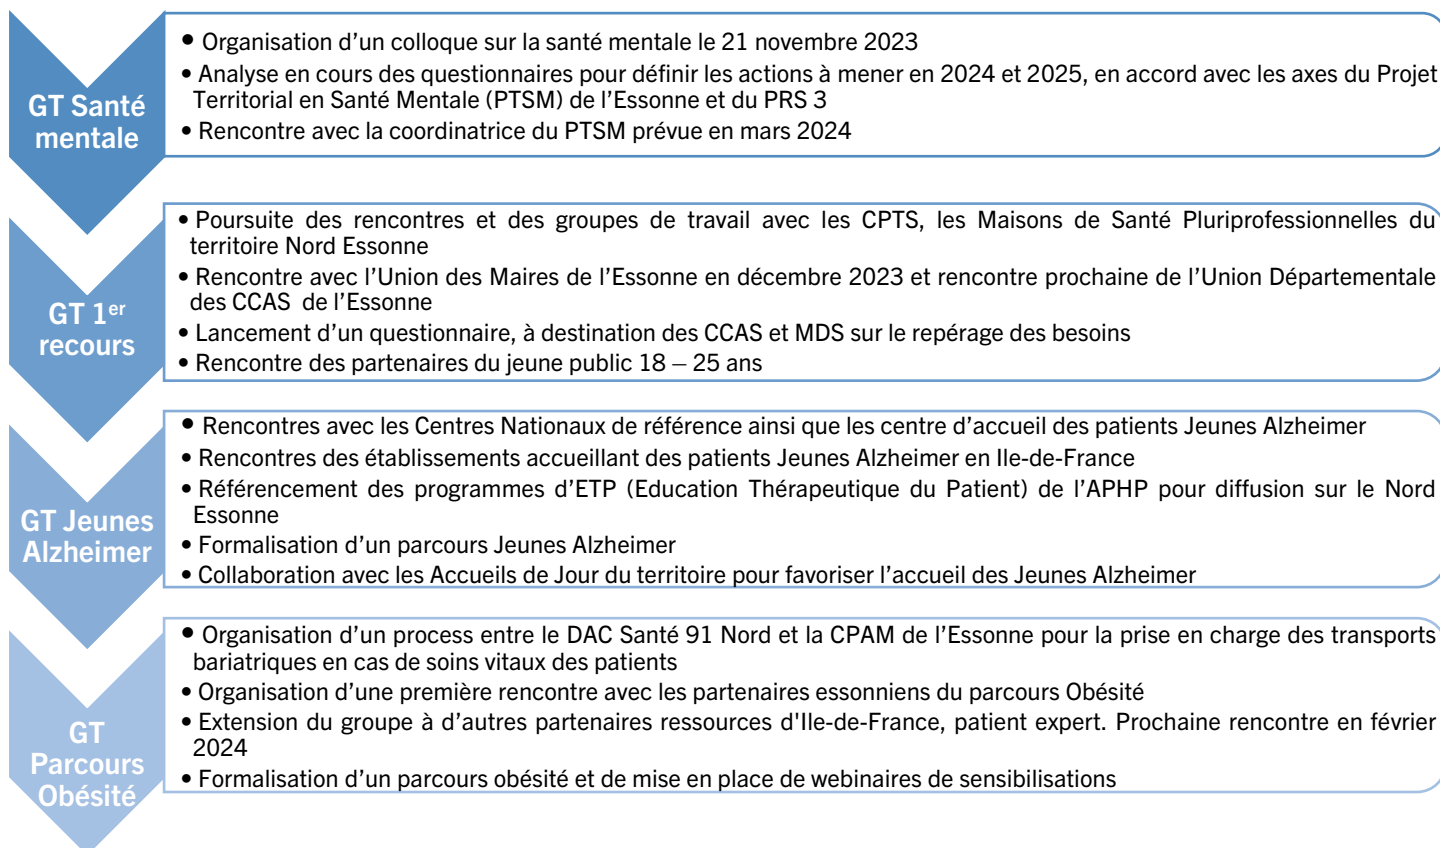 GT Santé
mentale
• Organisation d'un colloque sur la santé mentale le 21 novembre 2023
• Analyse en cours des questionnaires pour définir les actions à mener en 2024 et 2025, en accord avec les axes du Projet
Territorial en Santé Mentale (PTSM) de l'Essonne et du PRS 3
• Rencontre avec la coordinatrice du PTSM prévue en mars 2024
GT 1er
recours
• Poursuite des rencontres et des groupes de travail avec les CPTS, les Maisons de Santé Pluriprofessionnelles du
territoire Nord Essonne
• Rencontre avec l'Union des Maires de l'Essonne en décembre 2023 et rencontre prochaine de l'Union Départementale
des CCAS de l'Essonne
• Lancement d'un questionnaire, à destination des CCAS et MDS sur le repérage des besoins
• Rencontre des partenaires du jeune public 18 – 25 ans
GT Jeunes
Alzheimer
• Rencontres avec les Centres Nationaux de référence ainsi que les centre d'accueil des patients Jeunes Alzheimer
• Rencontres des établissements accueillant des patients Jeunes Alzheimer en Ile-de-France
• Référencement des programmes d'ETP (Education Thérapeutique du Patient) de l'APHP pour diffusion sur le Nord
Essonne
• Formalisation d'un parcours Jeunes Alzheimer
• Collaboration avec les Accueils de Jour du territoire pour favoriser l'accueil des Jeunes Alzheimer
GT
Parcours
Obésité
• Organisation d'un process entre le DAC Santé 91 Nord et la CPAM de l'Essonne pour la prise en charge des transports
bariatriques en cas de soins vitaux des patients
• Organisation d'une première rencontre avec les partenaires essonniens du parcours Obésité
• Extension du groupe à d'autres partenaires ressources d'Ile-de-France, patient expert. Prochaine rencontre en février
2024
• Formalisation d'un parcours obésité et de mise en place de webinaires de sensibilisations